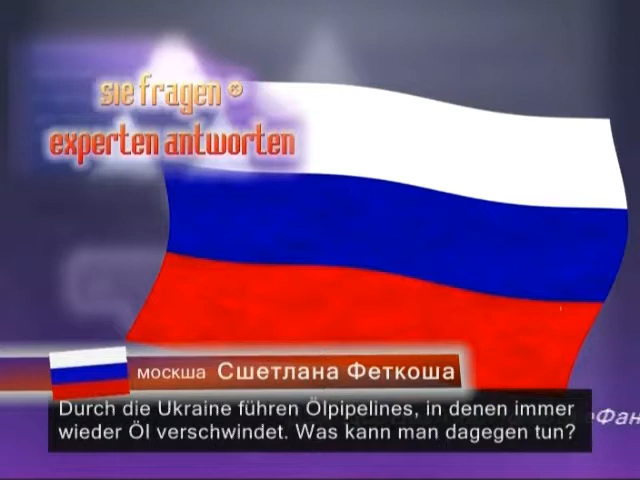 sie fragen
experten antworten
мосkша Сшетлана Феткоша
Durch die Ukraine führen Ölpipelines, in denen immer
wieder Öl verschwindet. Was kann man dagegen tun?